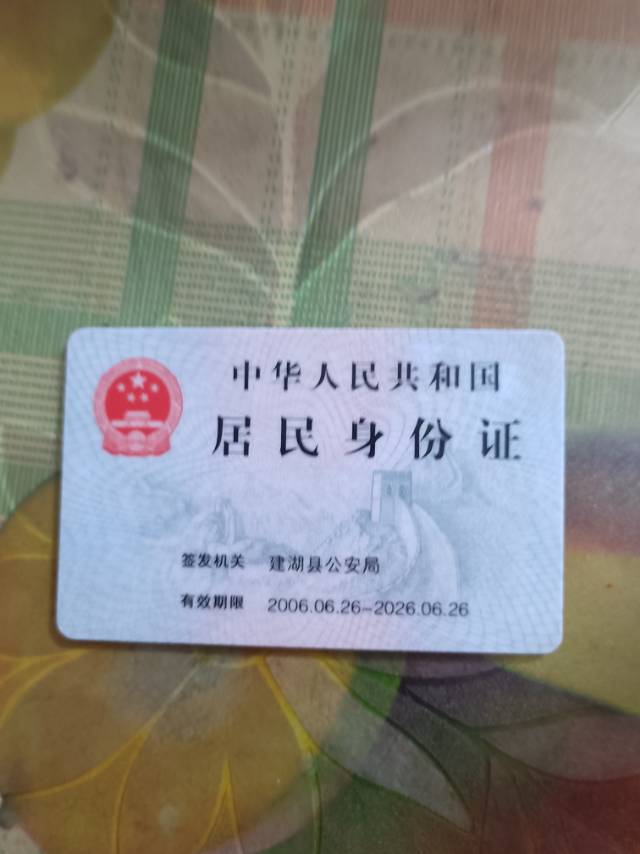 中华人民共和国
居民身份证
签发机关 建湖县公安局
有效期限 2006.06.26-2026.06.26